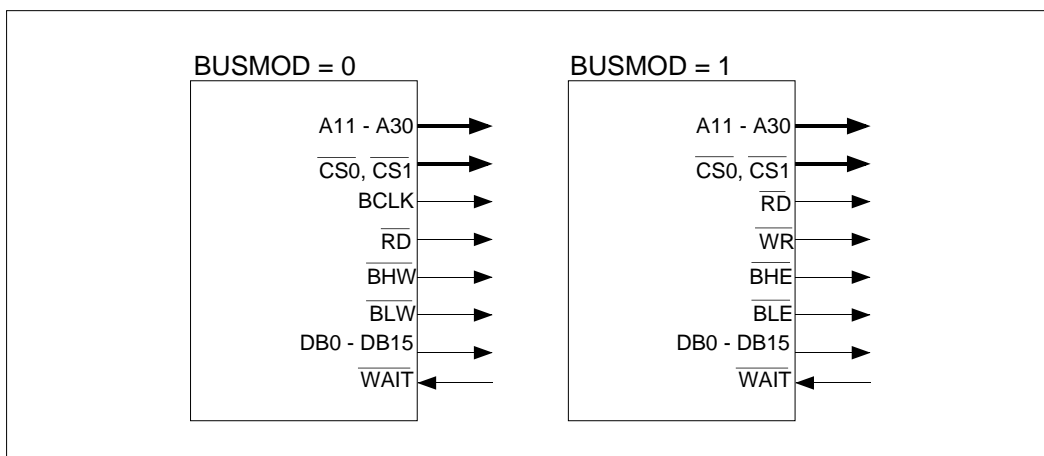 BUSMOD = 0
A11 - A30
CS0, CS1
BCLK
RD
BHW
BLW
DB0 - DB15
WAIT
BUSMOD = 1
A11 - A30
CS0, CS1
RD
WR
BHE
BLE
DB0 - DB15
WAIT